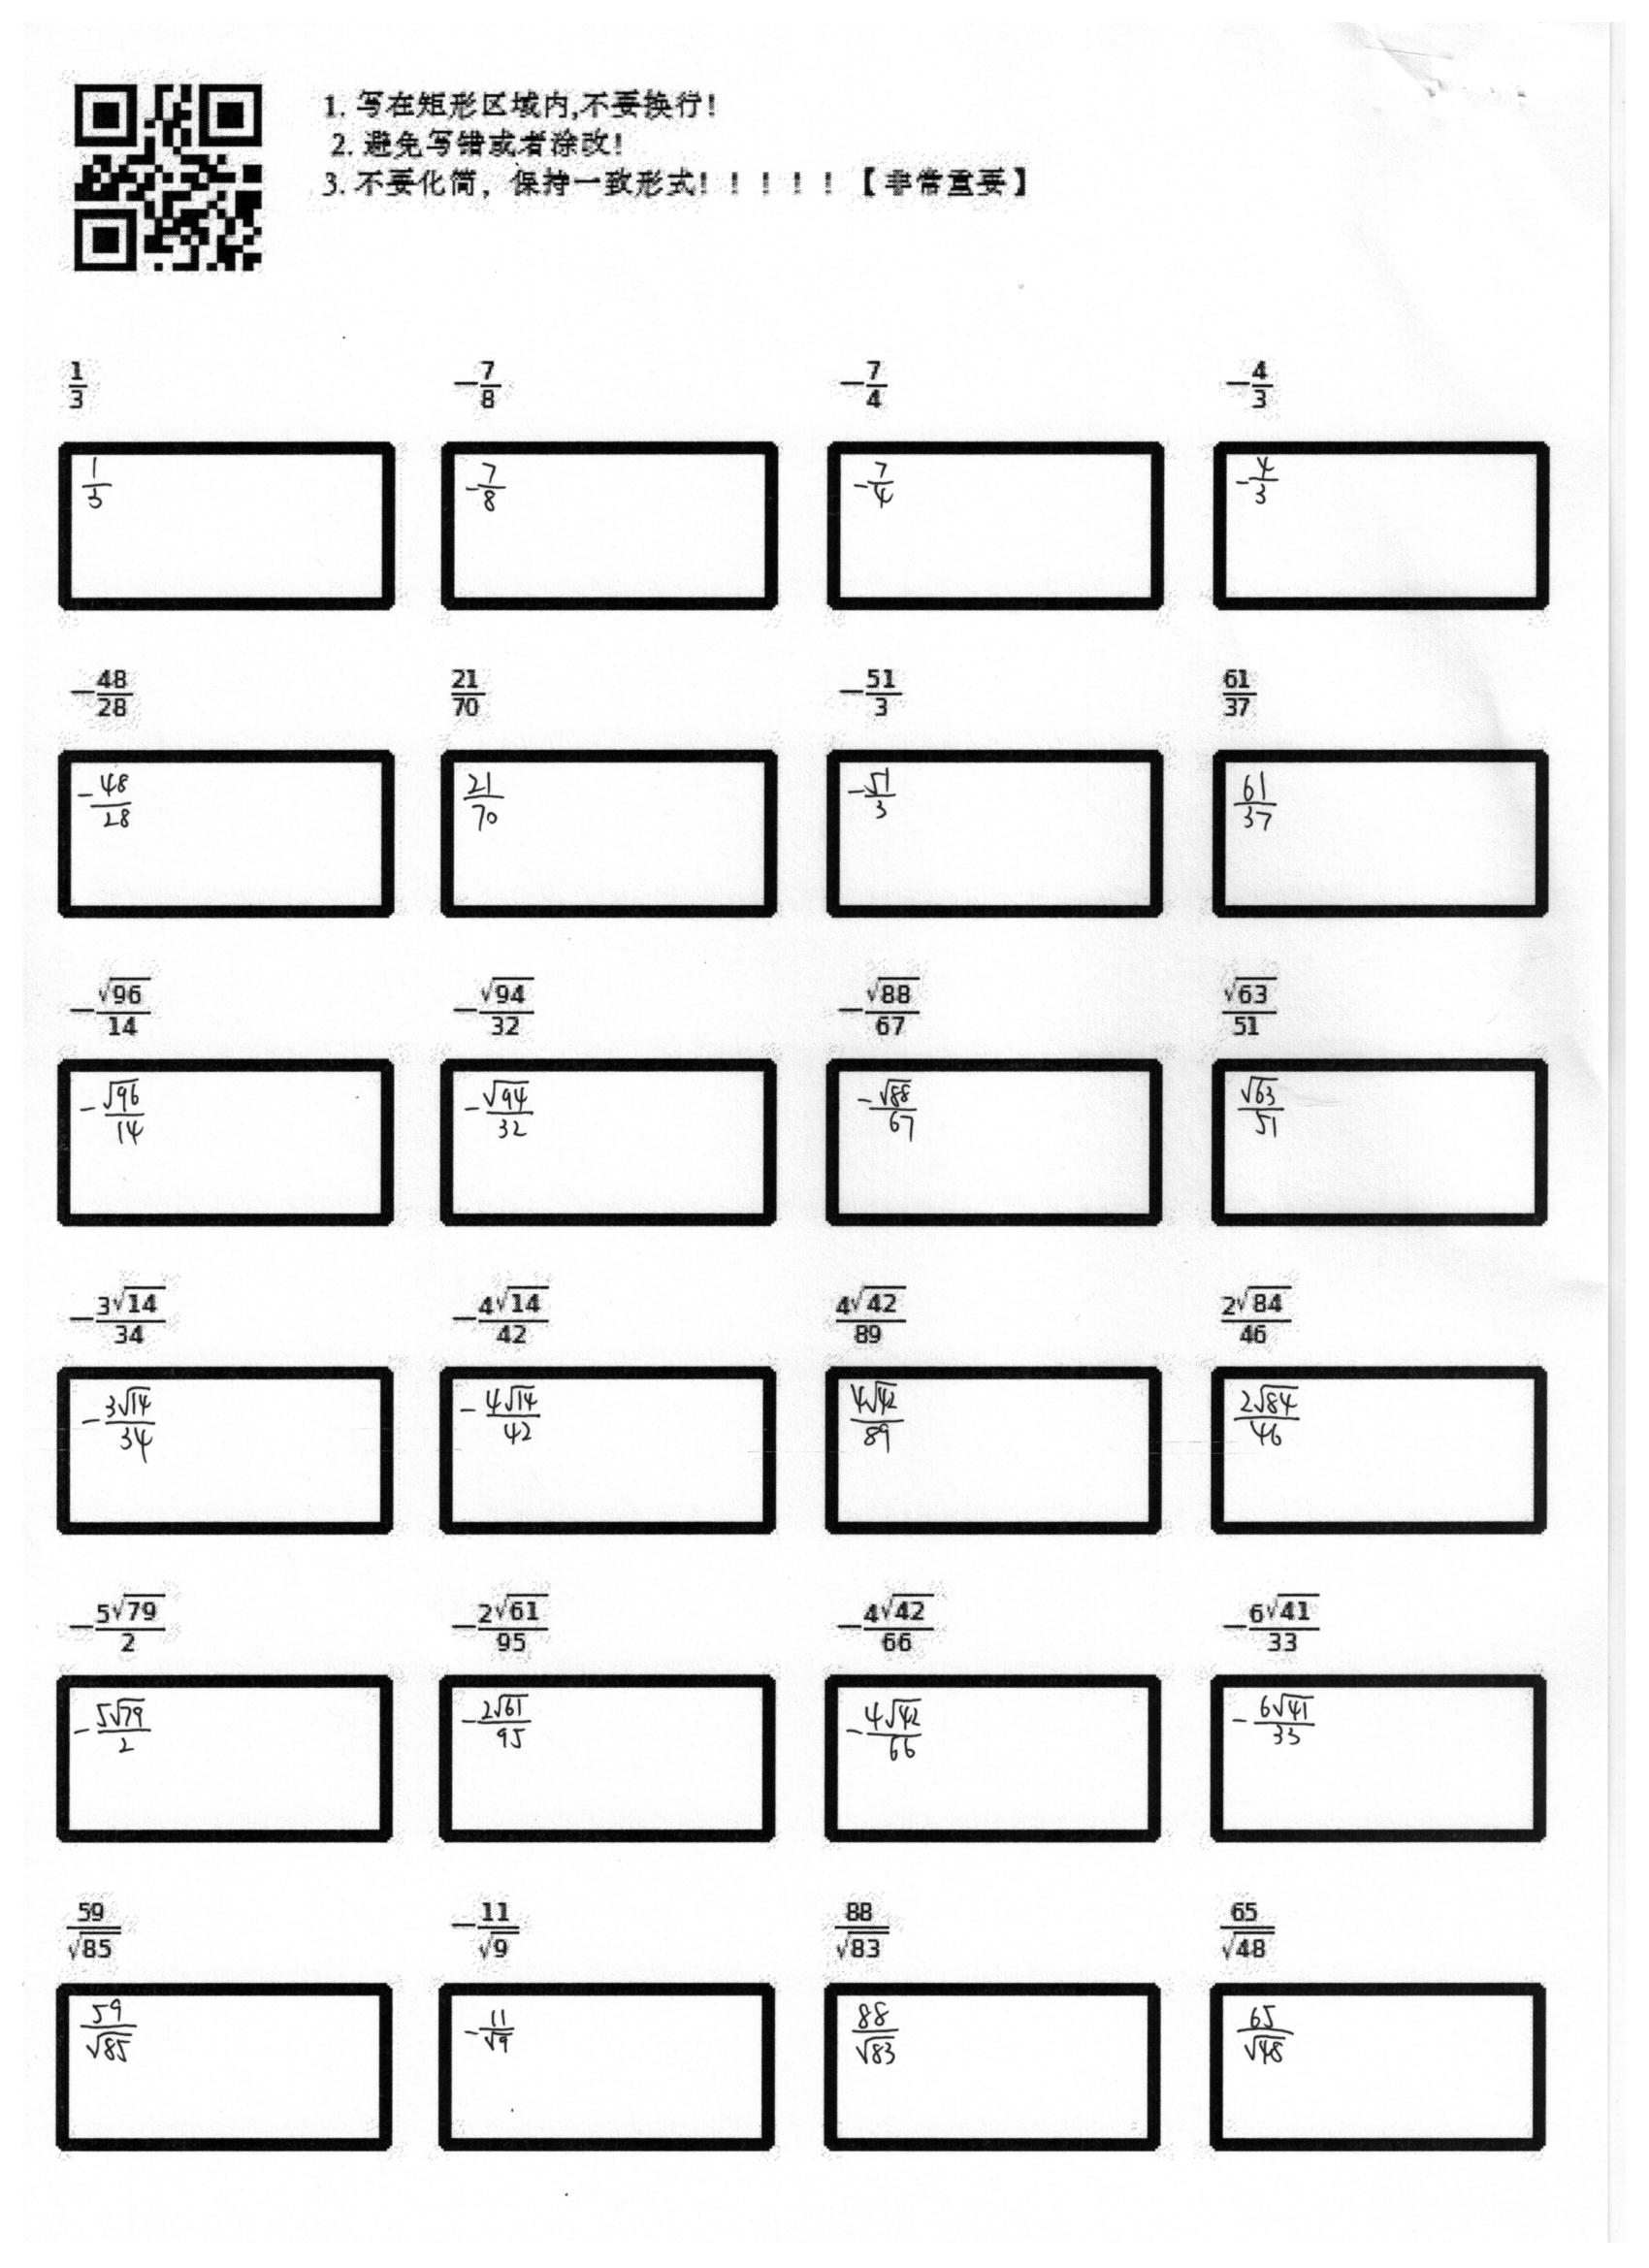 1. 写在矩形区域内,不要换行!
2. 避免写错或者涂改!
3. 不要化简，保持一致形式！！！！！【非常重要】
\frac{1}{3} -\frac{7}{8} -\frac{7}{4} -\frac{4}{3}
\frac{1}{3} -\frac{7}{8} -\frac{7}{4} -\frac{4}{3}
-\frac{48}{28} \frac{21}{70} -\frac{51}{3} \frac{61}{37}
-\frac{48}{28} \frac{21}{70} -\frac{51}{3} \frac{61}{37}
-\frac{\sqrt{96}}{14} -\frac{\sqrt{94}}{32} -\frac{\sqrt{88}}{67} \frac{\sqrt{63}}{51}
-\frac{\sqrt{96}}{14} -\frac{\sqrt{94}}{32} -\frac{\sqrt{88}}{67} \frac{\sqrt{63}}{51}
-\frac{3\sqrt{14}}{34} -\frac{4\sqrt{14}}{42} \frac{4\sqrt{42}}{89} \frac{2\sqrt{84}}{46}
-\frac{3\sqrt{14}}{34} -\frac{4\sqrt{14}}{42} \frac{4\sqrt{42}}{89} \frac{2\sqrt{84}}{46}
-\frac{5\sqrt{79}}{2} -\frac{2\sqrt{61}}{95} -\frac{4\sqrt{42}}{66} -\frac{6\sqrt{41}}{33}
-\frac{5\sqrt{79}}{2} -\frac{2\sqrt{61}}{95} -\frac{4\sqrt{42}}{66} -\frac{6\sqrt{41}}{33}
\frac{59}{\sqrt{85}} -\frac{11}{\sqrt{9}} \frac{88}{\sqrt{83}} \frac{65}{\sqrt{48}}
\frac{59}{\sqrt{85}} -\frac{11}{\sqrt{9}} \frac{88}{\sqrt{83}} \frac{65}{\sqrt{48}}